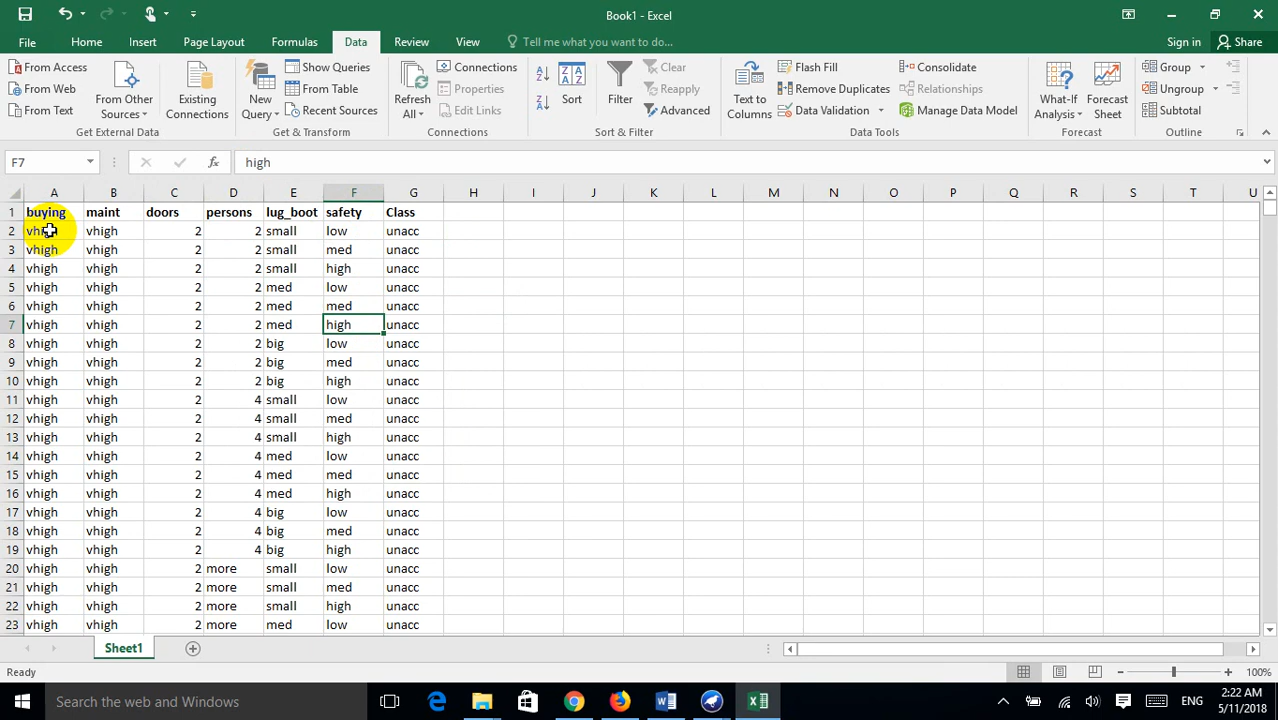 Book1 - Excel
File Home Insert Page Layout Formulas Data Review View Tell me what you want to do... Sign in Share
From Access
From Web
From Text
From Other Sources
Existing Connections
Get External Data
New Query
Show Queries
From Table
Recent Sources
Get & Transform
Refresh All
Connections
Properties
Edit Links
Connections
Sort
Filter
Clear
Reapply
Advanced
Sort & Filter
Text to Columns
Flash Fill
Remove Duplicates
Data Validation
Consolidate
Relationships
Manage Data Model
Data Tools
What-If Analysis
Forecast Sheet
Forecast
Group
Ungroup
Subtotal
Outline
F7 fx high
A B C D E F G H I J K L M N O P Q R S T U
1 buying maint doors persons lug_boot safety Class
2 vhigh vhigh 2 2 small low unacc
3 vhigh vhigh 2 2 small med unacc
4 vhigh vhigh 2 2 small high unacc
5 vhigh vhigh 2 2 med low unacc
6 vhigh vhigh 2 2 med med unacc
7 vhigh vhigh 2 2 med high unacc
8 vhigh vhigh 2 2 big low unacc
9 vhigh vhigh 2 2 big med unacc
10 vhigh vhigh 2 2 big high unacc
11 vhigh vhigh 2 4 small low unacc
12 vhigh vhigh 2 4 small med unacc
13 vhigh vhigh 2 4 small high unacc
14 vhigh vhigh 2 4 med low unacc
15 vhigh vhigh 2 4 med med unacc
16 vhigh vhigh 2 4 med high unacc
17 vhigh vhigh 2 4 big low unacc
18 vhigh vhigh 2 4 big med unacc
19 vhigh vhigh 2 4 big high unacc
20 vhigh vhigh 2 more small low unacc
21 vhigh vhigh 2 more small med unacc
22 vhigh vhigh 2 more small high unacc
23 vhigh vhigh 2 more med low unacc
Sheet1
Ready 100%
Search the web and Windows ENG 2:22 AM
5/11/2018